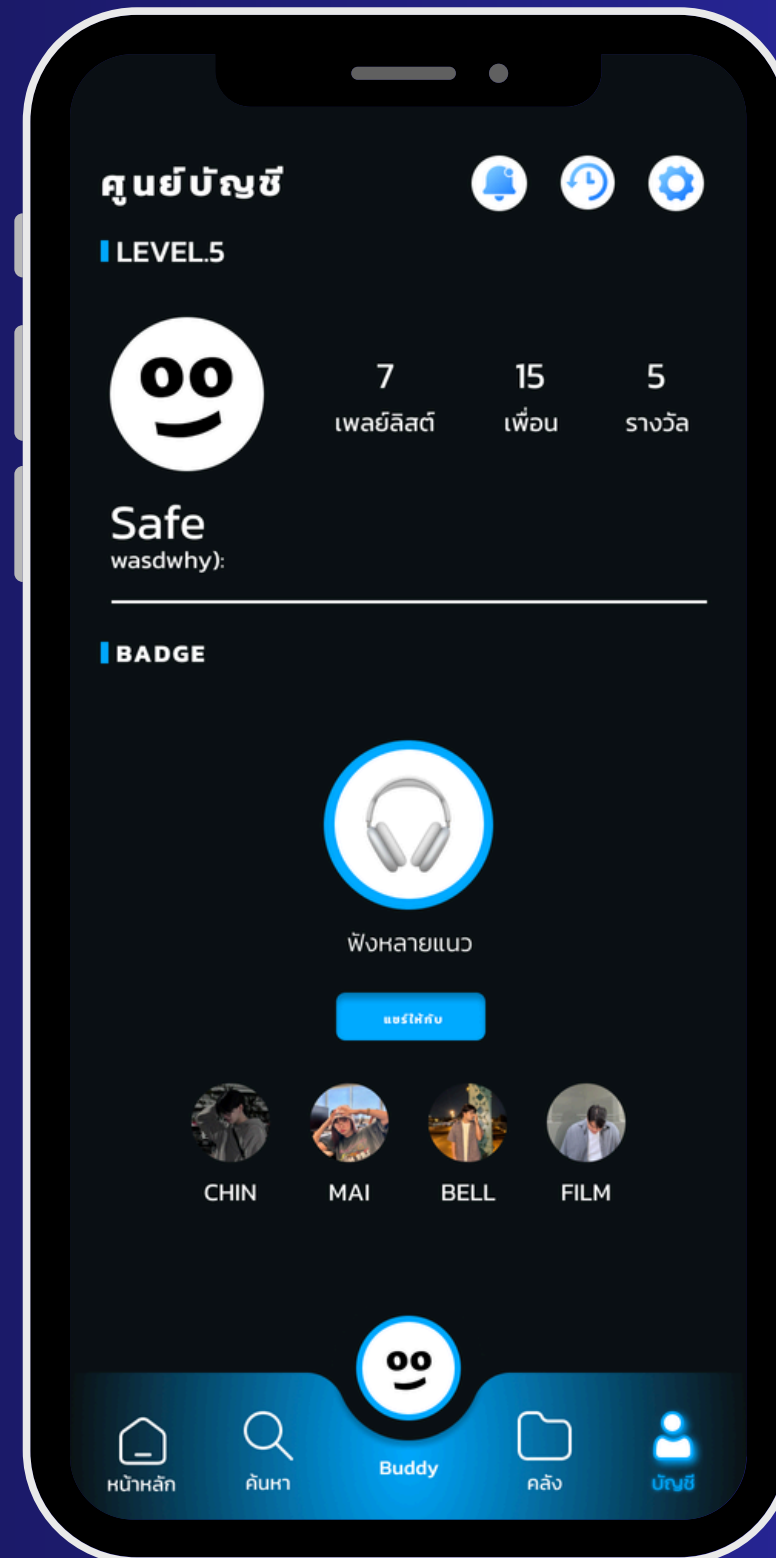 ศูนย์บัญชี
LEVEL.5
7 15 5
เพลย์ลิสต์ เพื่อน รางวัล
Safe
wasdwhy):
BADGE
ฟังหลายแนว
แชร์ให้กับ
CHIN MAI BELL FILM
หน้าหลัก ค้นหา Buddy คลัง บัญชี